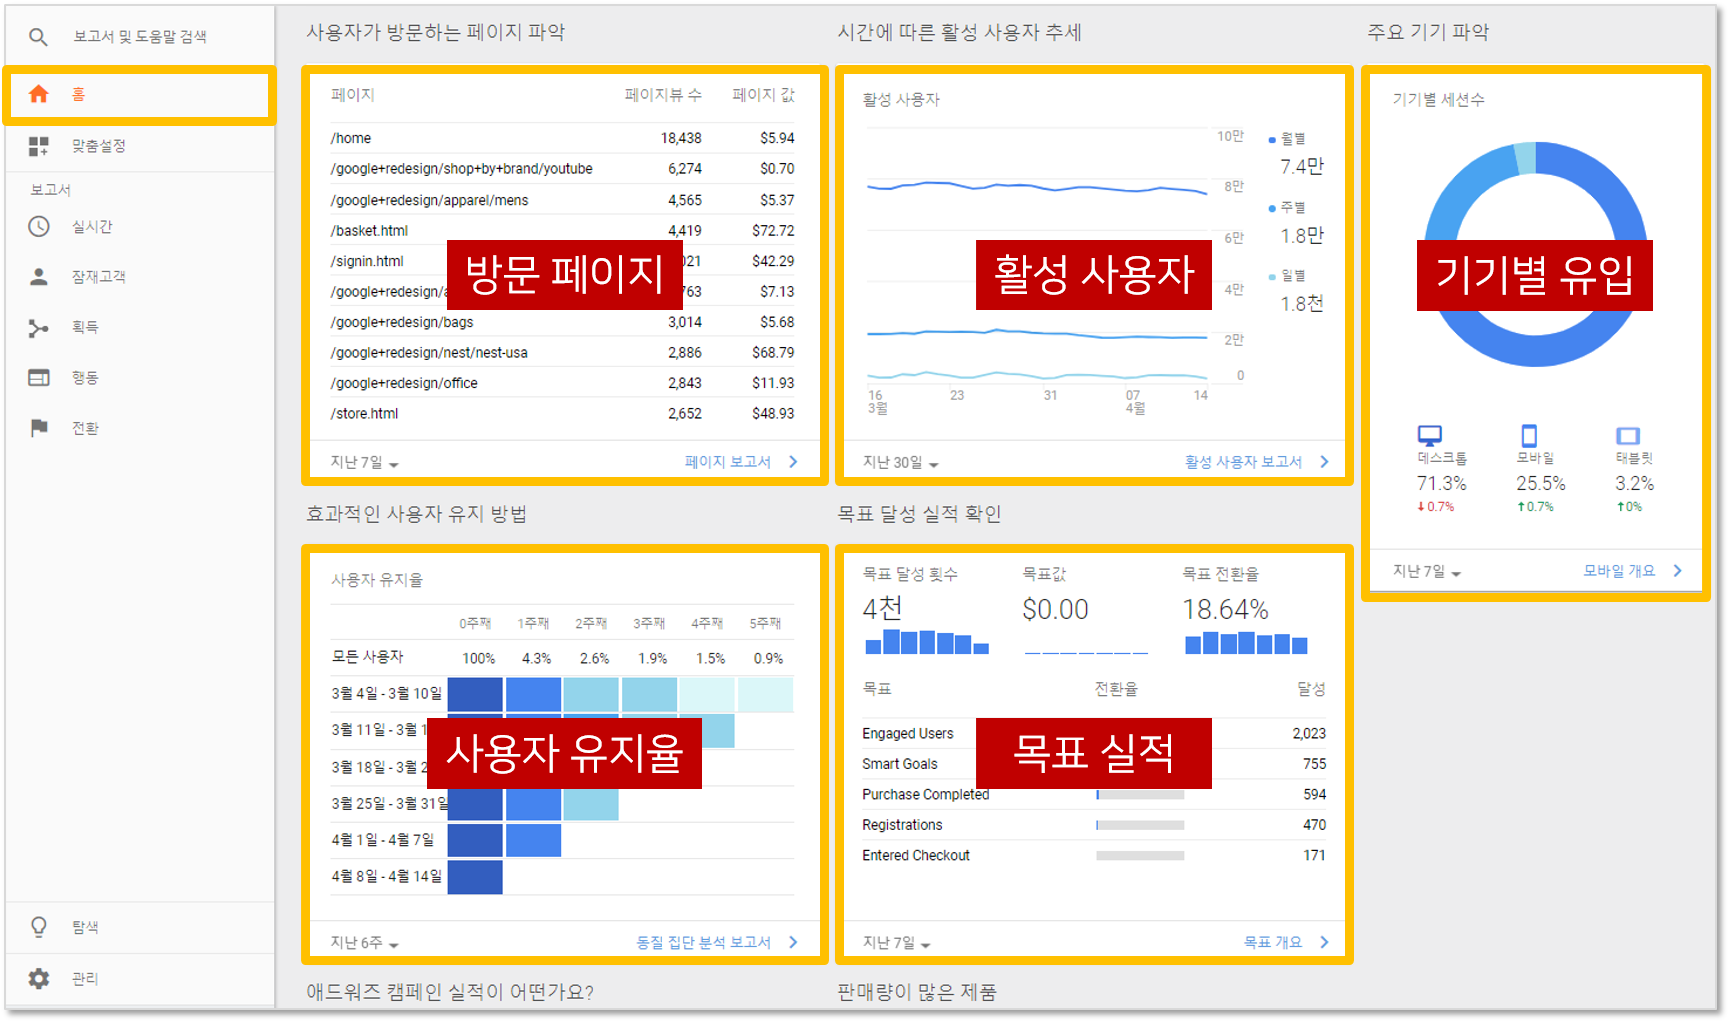 보고서 및 도움말 검색
홈
맞춤설정
보고서
실시간
잠재고객
획득
행동
전환
탐색
관리
사용자가 방문하는 페이지 파악
페이지 페이지뷰 수 페이지 값
/home 18,438 $5.94
/google+redesign/shop+by+brand/youtube 6,274 $0.70
/google+redesign/apparel/mens 4,565 $5.37
/basket.html 4,419 $72.72
/signin.html 021 $42.29
/google+redesign/a 763 $7.13
/google+redesign/bags 3,014 $5.68
/google+redesign/nest/nest-usa 2,886 $68.79
/google+redesign/office 2,843 $11.93
/store.html 2,652 $48.93
방문 페이지
지난 7일 페이지 보고서
시간에 따른 활성 사용자 추세
활성 사용자
10만
8만
6만
4만
2만
0
16 23 31 07 14
3월 4월
월별
7.4만
주별
1.8만
일별
1.8천
활성 사용자
지난 30일 활성 사용자 보고서
주요 기기 파악
기기별 세션수
기기별 유입
데스크톱 모바일 태블릿
71.3% 25.5% 3.2%
0.7% 0.7% 0%
지난 7일 모바일 개요
효과적인 사용자 유지 방법
사용자 유지율
0주째 1주째 2주째 3주째 4주째 5주째
모든 사용자 100% 4.3% 2.6% 1.9% 1.5% 0.9%
3월 4일 - 3월 10일
3월 11일 - 3월 1
3월 18일 - 3월 2
3월 25일 - 3월 31일
4월 1일 - 4월 7일
4월 8일 - 4월 14일
사용자 유지율
지난 6주 동질 집단 분석 보고서
목표 달성 실적 확인
목표 달성 횟수 목표값 목표 전환율
4천 $0.00 18.64%
목표 전환율 달성
Engaged Users 2,023
Smart Goals 755
Purchase Completed 594
Registrations 470
Entered Checkout 171
목표 실적
지난 7일 목표 개요
애드워즈 캠페인 실적이 어떤가요?
판매량이 많은 제품